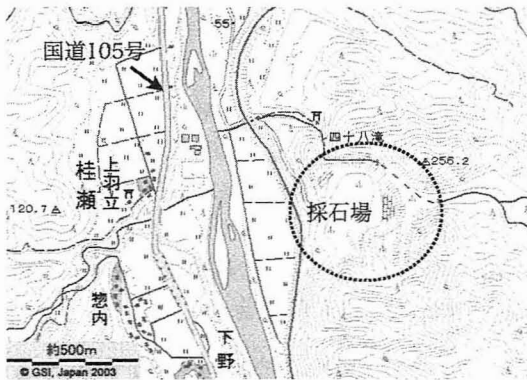 国道105号
55
四十八滝
256.2
採石場
上羽立
桂瀬
120.7
惣内
下野
約500m
© GSI, Japan 2003